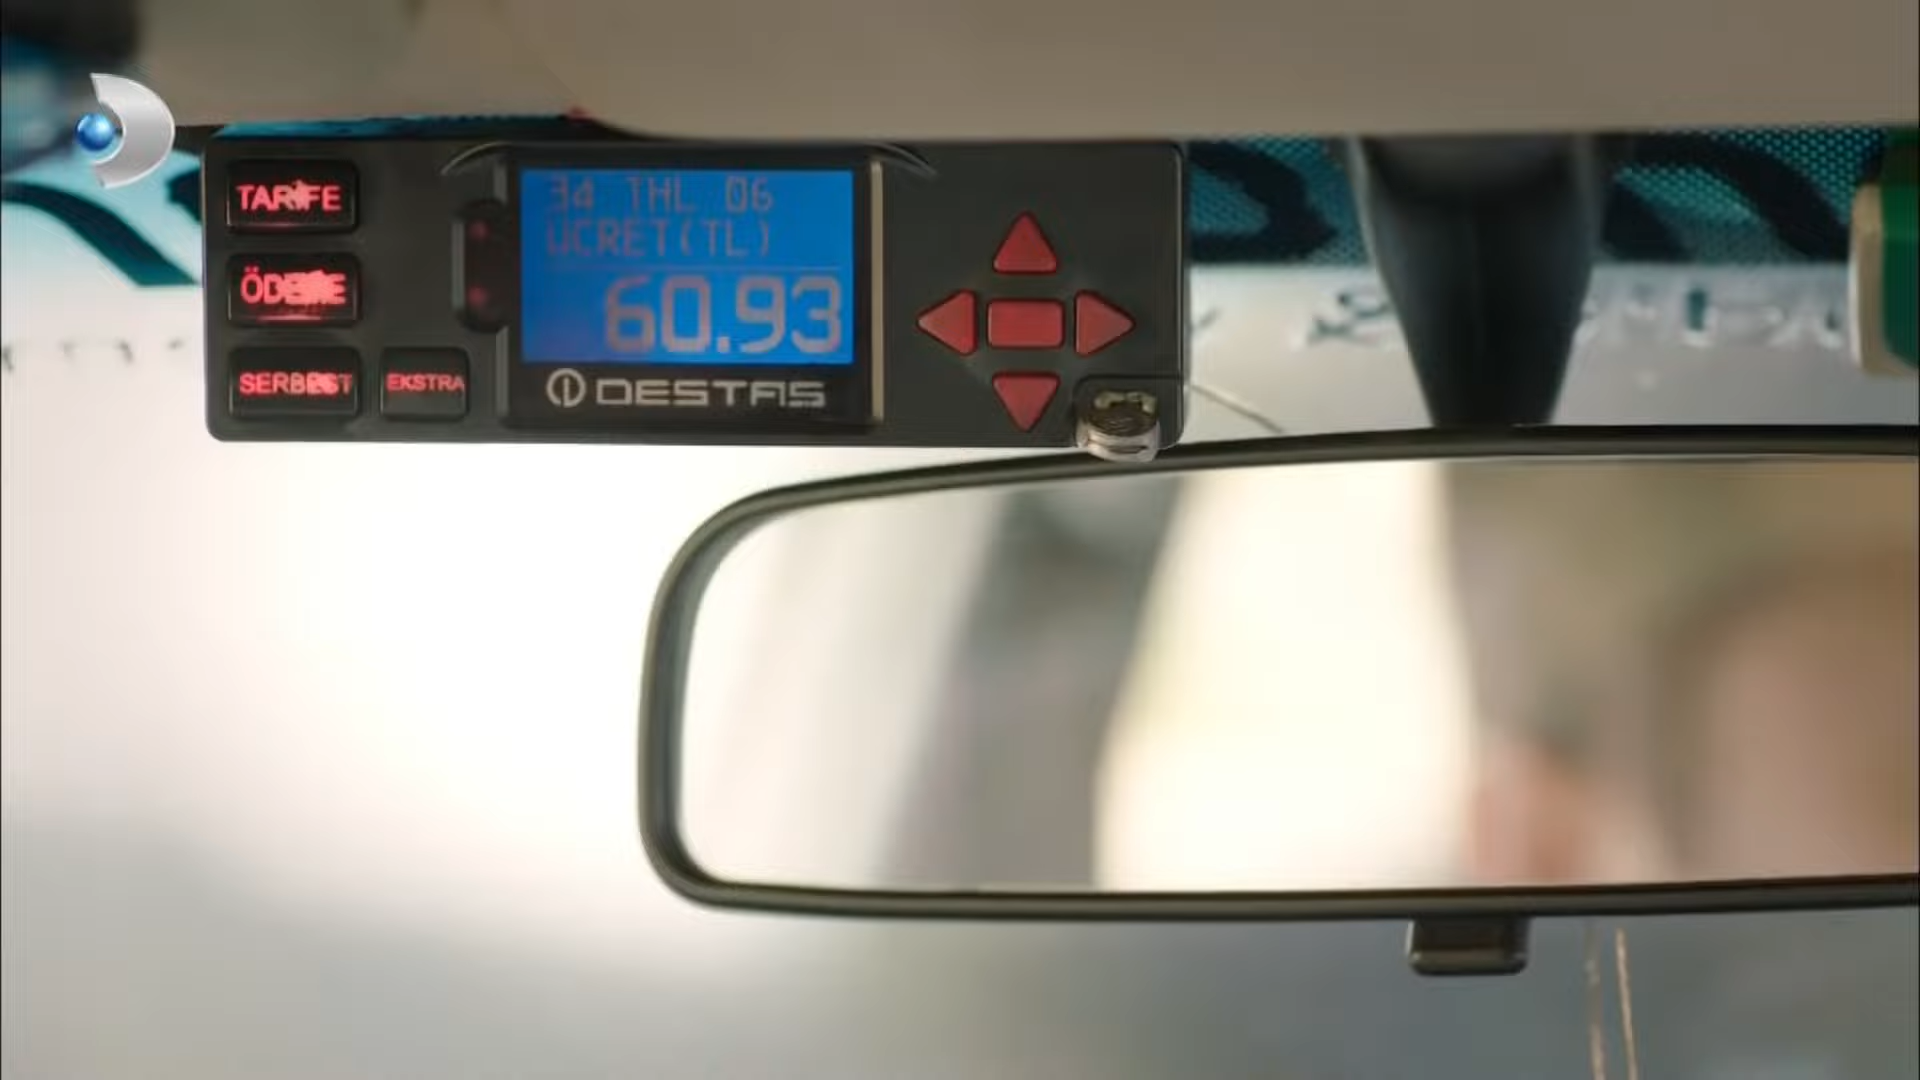 TARİFE
ÖDEME
SERBEST
EKSTRA
34 THL 06
UCRET(TL)
60.93
DESTAS